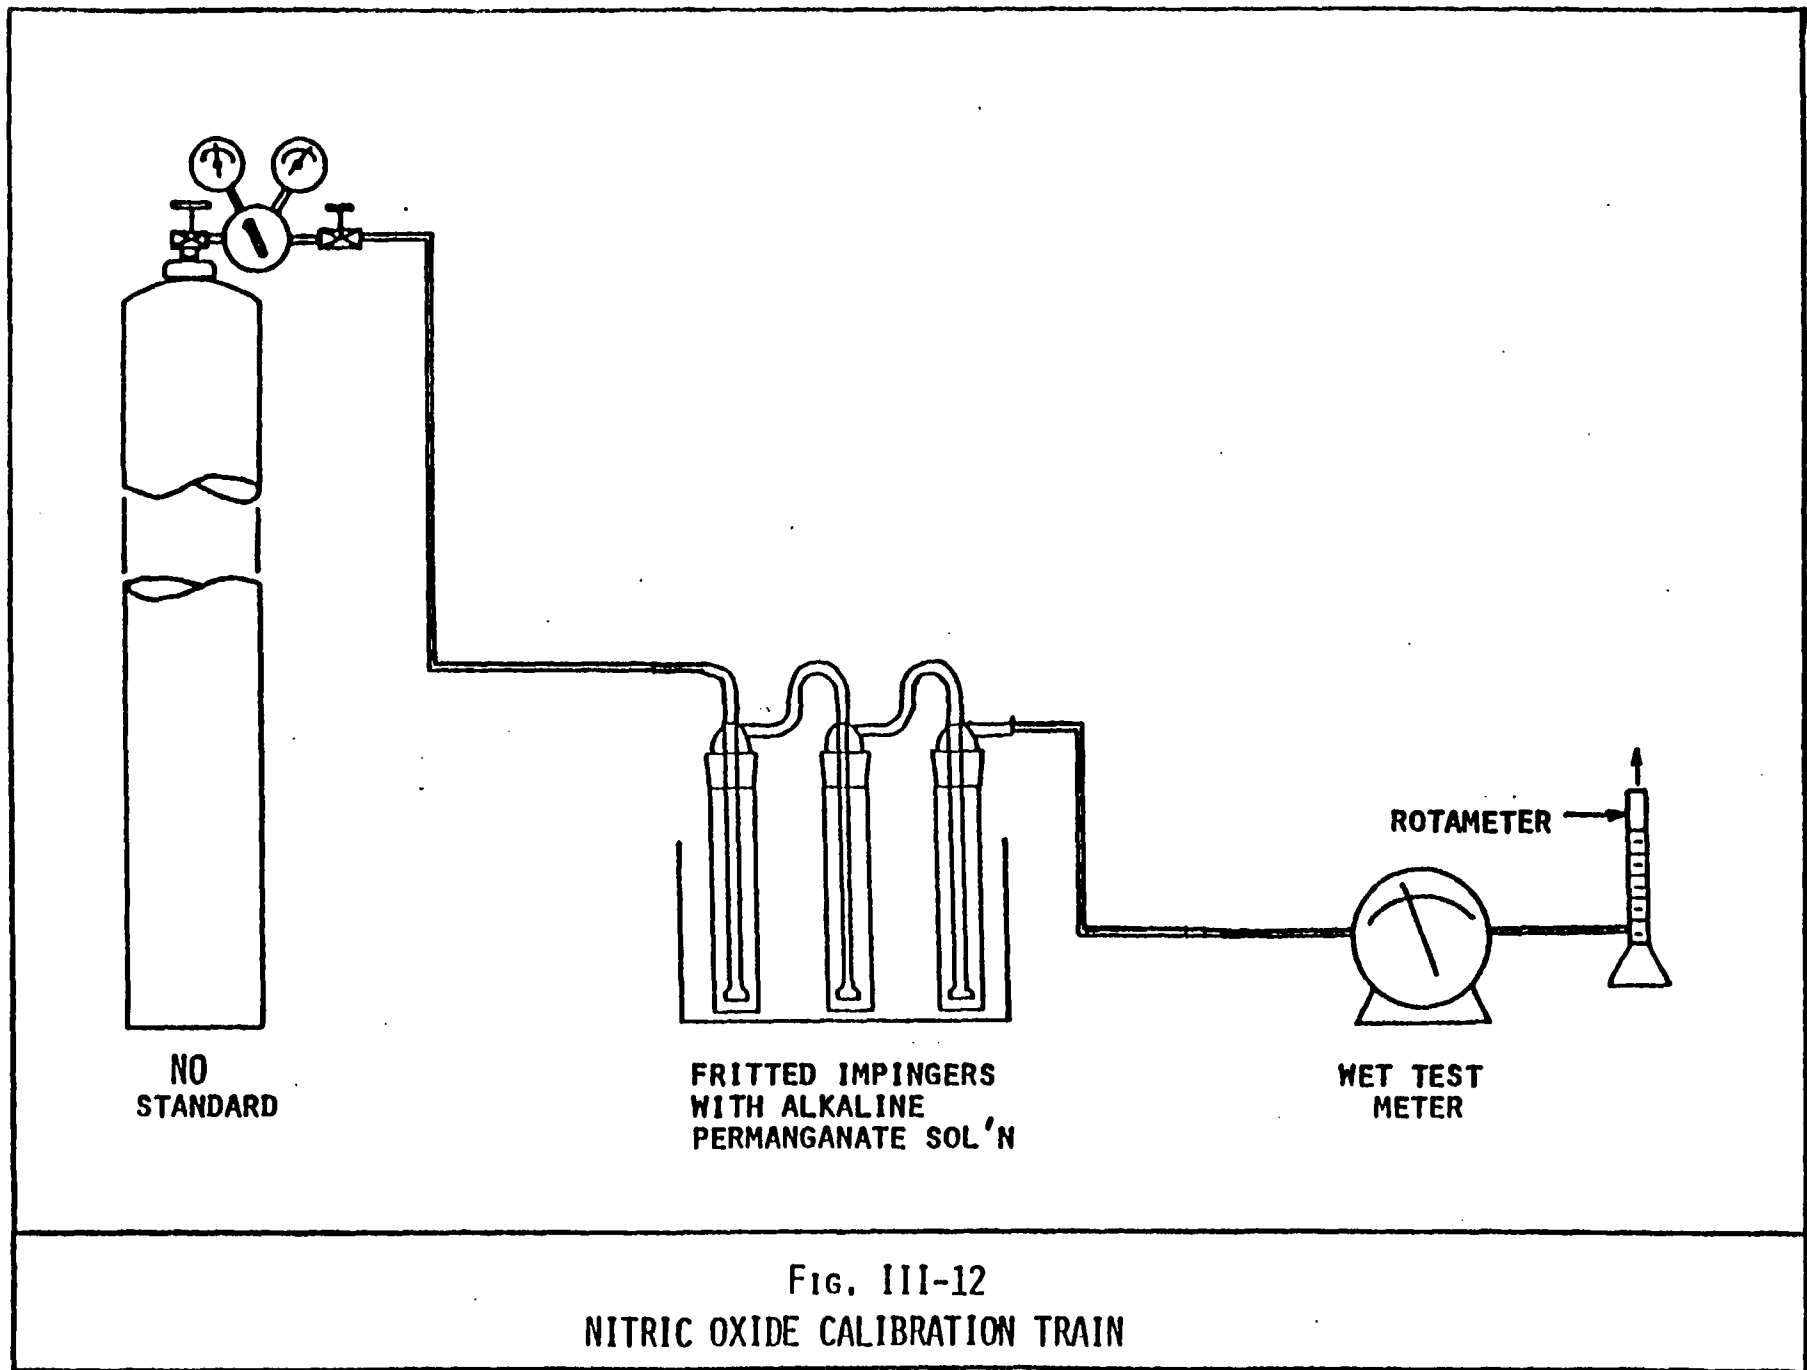 ROTAMETER
NO
STANDARD
FRITTED IMPINGERS
WITH ALKALINE
PERMANGANATE SOL'N
WET TEST
METER
FIG. III-12
NITRIC OXIDE CALIBRATION TRAIN